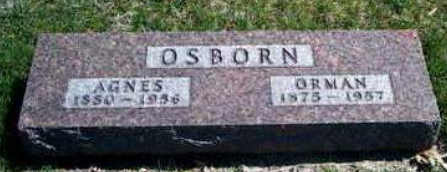 OSBORN
AGNES ORMAN
1880 – 1956 1875 – 1957